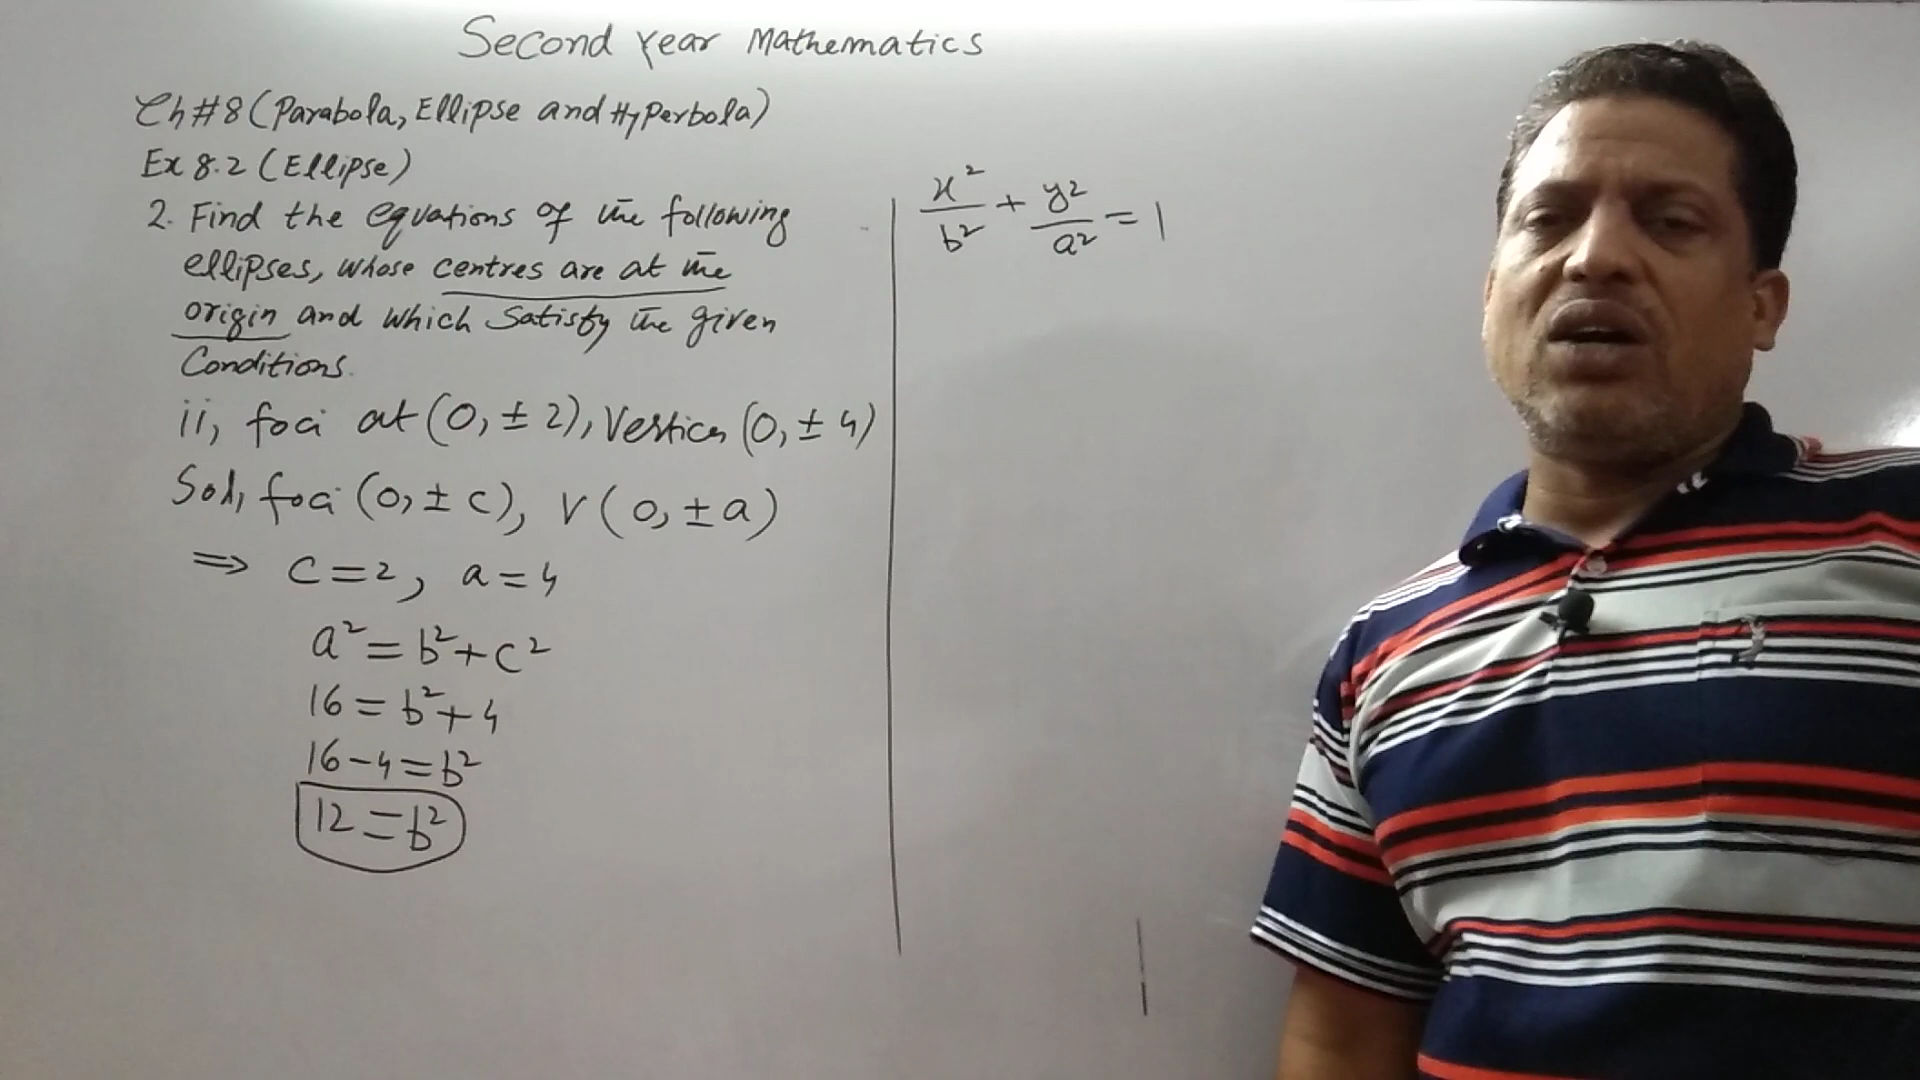 Second Year Mathematics
Ch#8 (Parabola, Ellipse and Hyperbola)
Ex 8.2 (Ellipse)
2. Find the equations of the following
ellipses, whose centres are at the
origin and which satisfy the given
Conditions.
ii, foci at (0, ± 2), Vertices (0, ± 4)
Sol, foci (0, ± c), V (0, ± a)
⇒ c = 2, a = 4
a² = b² + c²
16 = b² + 4
16 - 4 = b²
12 = b²
x²/b² + y²/a² = 1